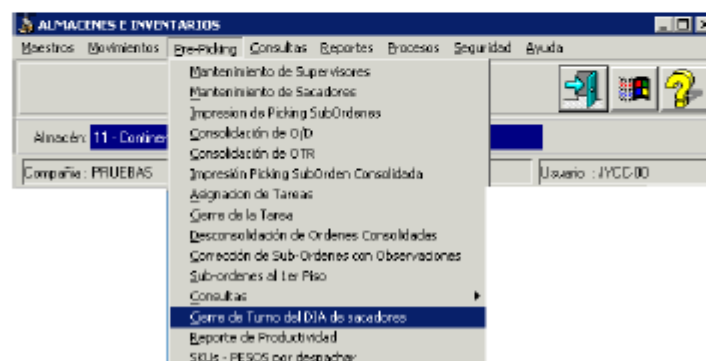 ALMACENES E INVENTARIOS
Maestros Movimientos Pre-Picking Consultas Reportes Procesos Seguridad Ayuda
Mantenimiento de Supervisores
Mantenimiento de Sacadores
Impresion de Picking SubOrdenes
Consolidación de O/D
Almacén: 11 - Contine
Consolidación de OTR
Compañia : PRUEBAS
Impresión Picking SubOrden Consolidada
Usuario :
Asignacion de Tareas
Cierre de la Tarea
Desconsolidación de Ordenes Consolidadas
Corrección de Sub-Ordenes con Observaciones
Sub-ordenes al 1er Piso
Consultas
Cierre de Turno del DIA de sacadores
Reporte de Productividad
SKUs - PESOS por despachar